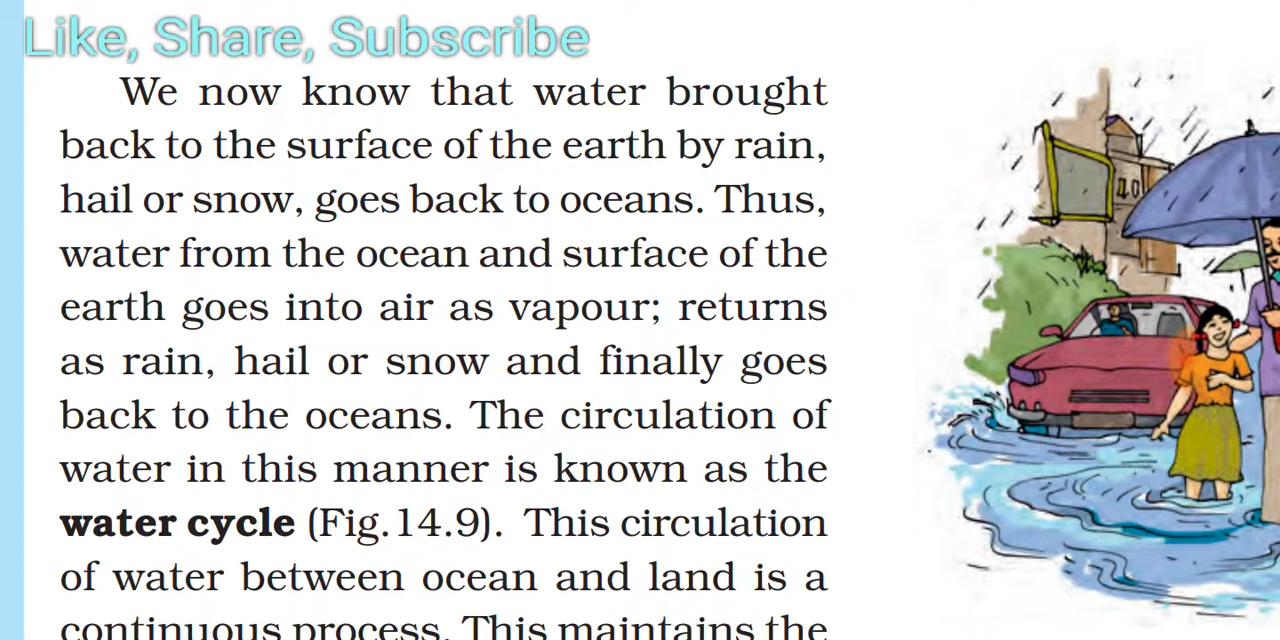 Like, Share, Subscribe
We now know that water brought
back to the surface of the earth by rain,
hail or snow, goes back to oceans. Thus,
water from the ocean and surface of the
earth goes into air as vapour; returns
as rain, hail or snow and finally goes
back to the oceans. The circulation of
water in this manner is known as the
water cycle (Fig.14.9). This circulation
of water between ocean and land is a
continuous process. This maintains the